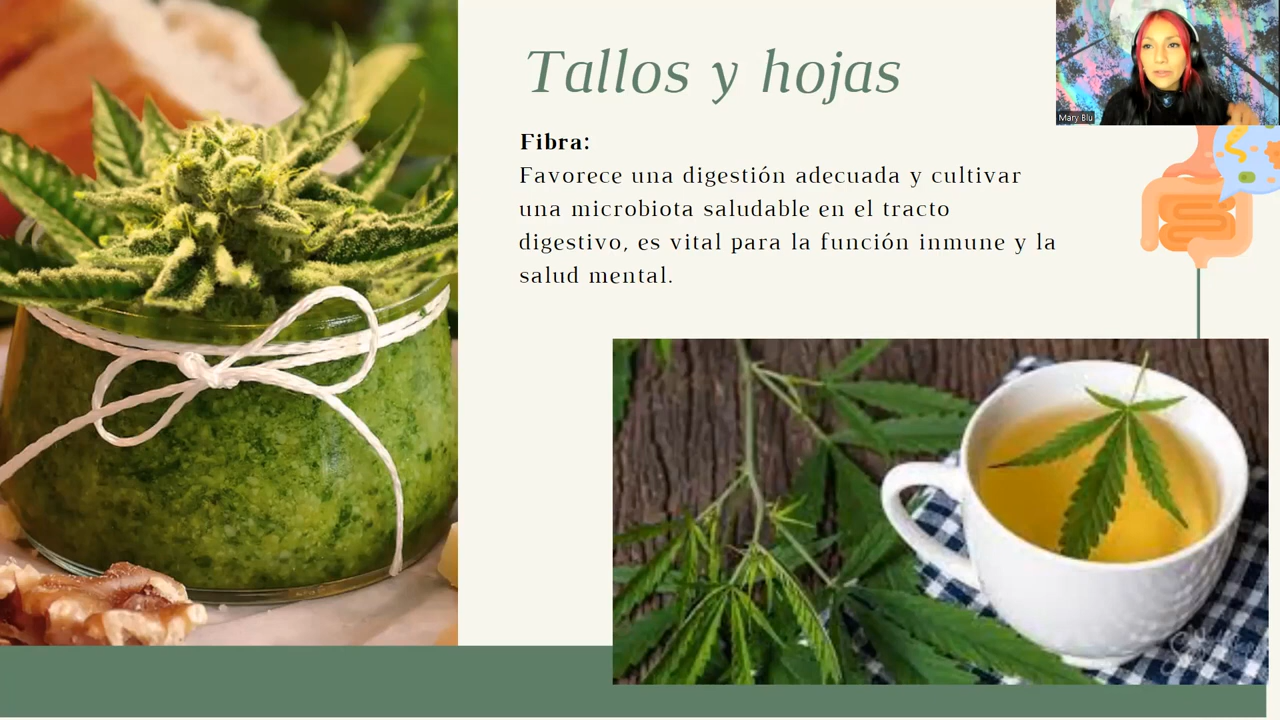 Tallos y hojas
Mary Blu
Fibra:
Favorece una digestión adecuada y cultivar
una microbiota saludable en el tracto
digestivo, es vital para la función inmune y la
salud mental.